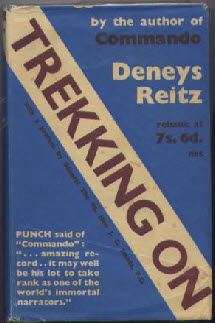 by the author of
Commando
Deneys
Reitz
TREKKING ON
reissue at
7s. 6d.
net
PUNCH said of
"Commando":
"... amazing re-
cord .. it may well
be his lot to take
rank as one of the
world's immortal
narrators."